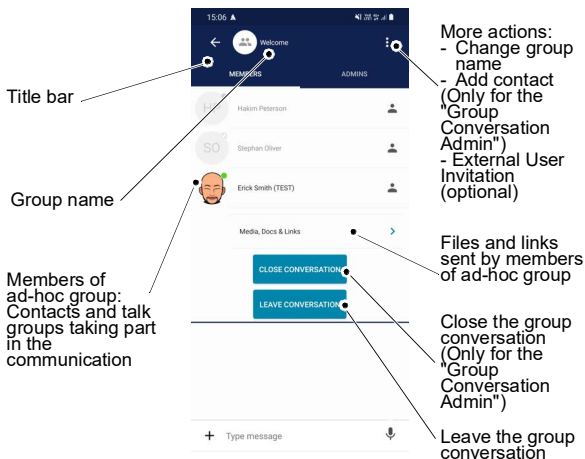 15:06
Welcome
MEMBERS
ADMINS
HP
Hakim Peterson
SO
Stephan Oliver
Erick Smith (TEST)
Media, Docs & Links
CLOSE CONVERSATION
LEAVE CONVERSATION
Type message
Title bar
Group name
Members of
ad-hoc group:
Contacts and talk
groups taking part
in the
communication
More actions:
- Change group
name
- Add contact
(Only for the
"Group
Conversation
Admin")
- External User
Invitation
(optional)
Files and links
sent by members
of ad-hoc group
Close the group
conversation
(Only for the
"Group
Conversation
Admin")
Leave the group
conversation